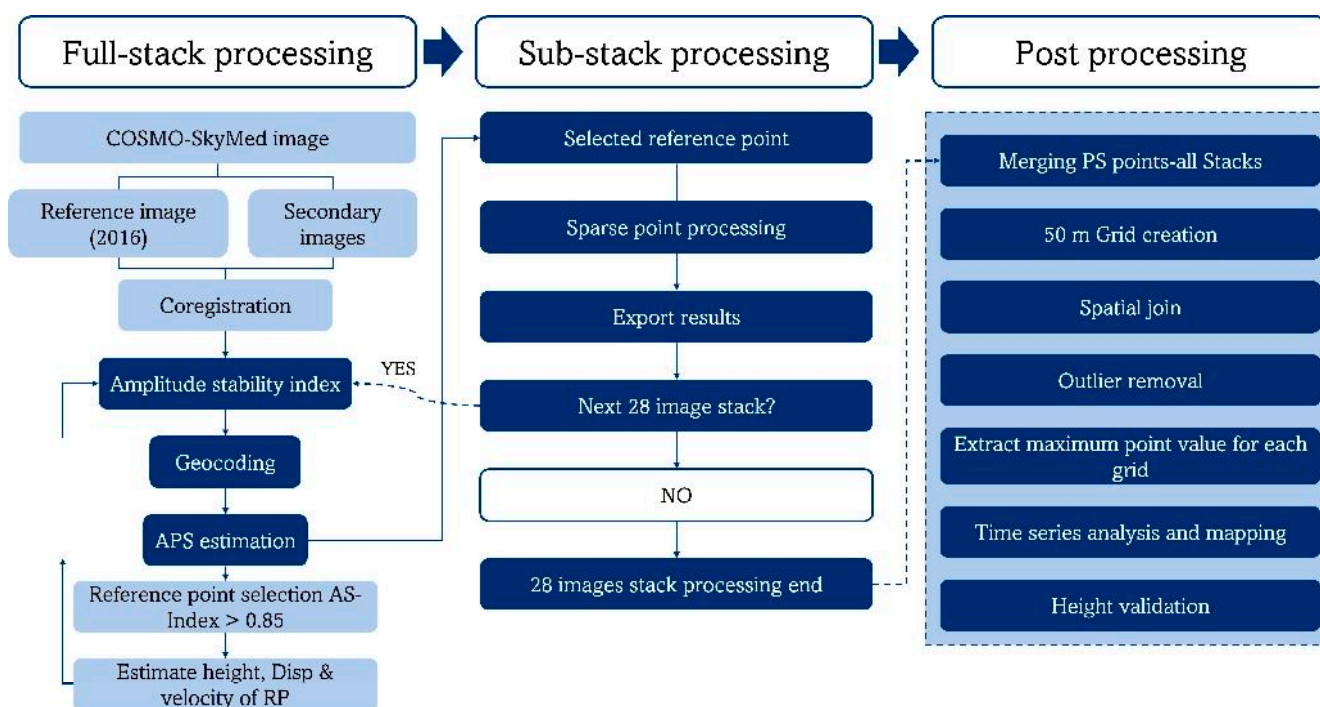 Full-stack processing
Sub-stack processing
Post processing
COSMO-SkyMed image
Reference image
(2016)
Secondary
images
Coregistration
Amplitude stability index
Geocoding
APS estimation
Reference point selection AS-
Index > 0.85
Estimate height, Disp &
velocity of RP
YES
Selected reference point
Sparse point processing
Export results
Next 28 image stack?
NO
28 images stack processing end
Merging PS points-all Stacks
50 m Grid creation
Spatial join
Outlier removal
Extract maximum point value for each
grid
Time series analysis and mapping
Height validation